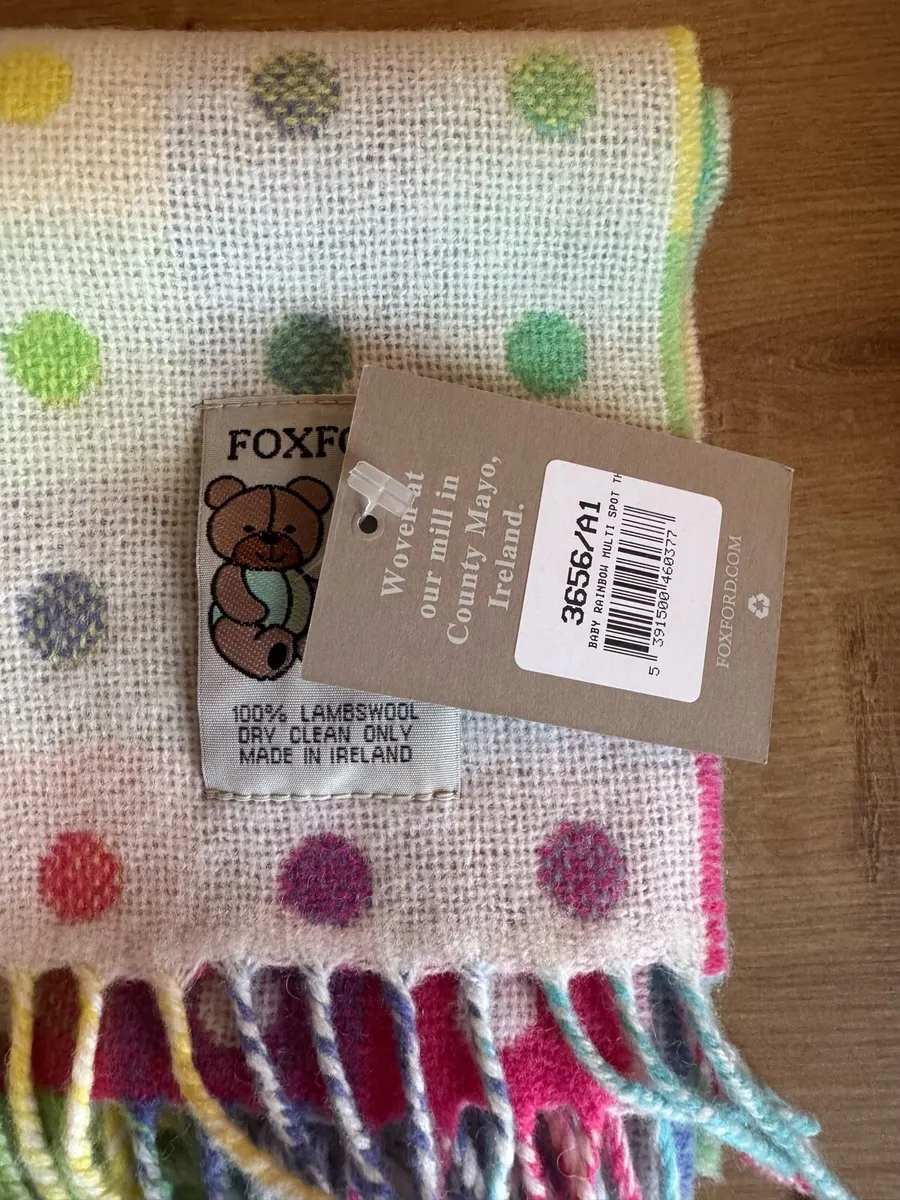 FOXFO
100% LAMBSWOOL
DRY CLEAN ONLY
MADE IN IRELAND
Woven at
our mill in
County Mayo,
Ireland.
3656/A1
BABY RAINBOW MULTI SPOT TH
5 391500 460377
FOXFORD.COM